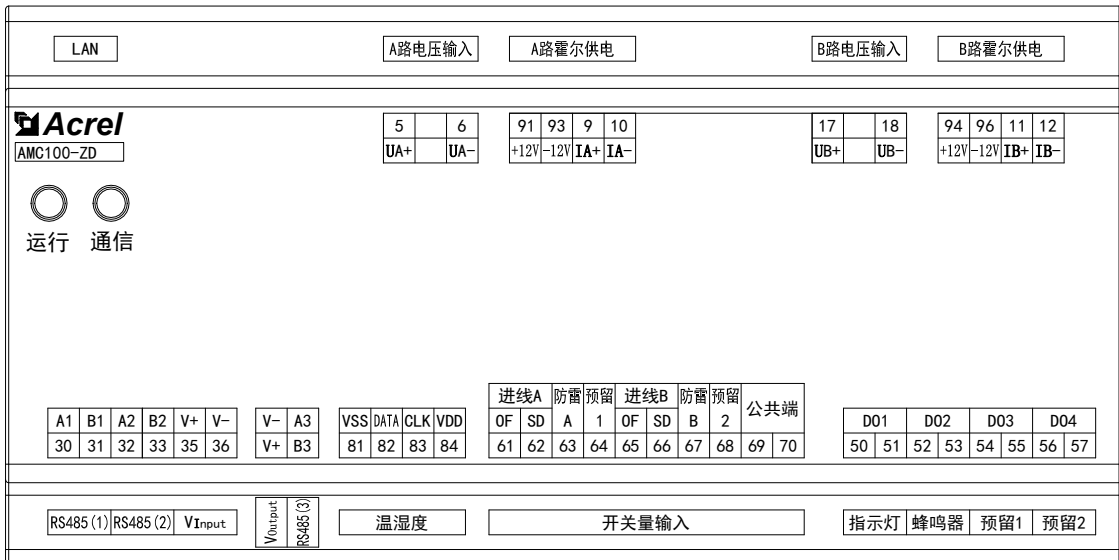 LAN A路电压输入 A路霍尔供电 B路电压输入 B路霍尔供电
Acrel
AMC100-ZD
5 6 91 93 9 10 17 18 94 96 11 12
UA+ UA- +12V -12V IA+ IA- UB+ UB- +12V -12V IB+ IB-
运行 通信
进线A 防雷 预留 进线B 防雷 预留 公共端
A1 B1 A2 B2 V+ V- V- A3 VSS DATA CLK VDD OF SD A 1 OF SD B 2 DO1 DO2 DO3 DO4
30 31 32 33 35 36 V+ B3 81 82 83 84 61 62 63 64 65 66 67 68 69 70 50 51 52 53 54 55 56 57
RS485(1) RS485(2) VInput VOutput RS485(3) 温湿度 开关量输入 指示灯 蜂鸣器 预留1 预留2